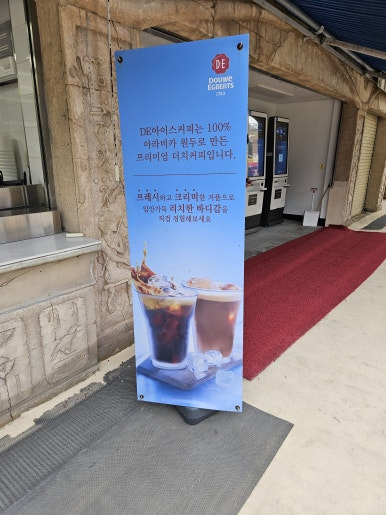 DE
DOUWE
EGBERTS
1753
DE아이스커피는 100%
아라비카 원두로 만든
프리미엄 더치커피입니다.
프레시하고 크리미한 거품으로
입안가득 리치한 바디감을
직접 경험해보세요